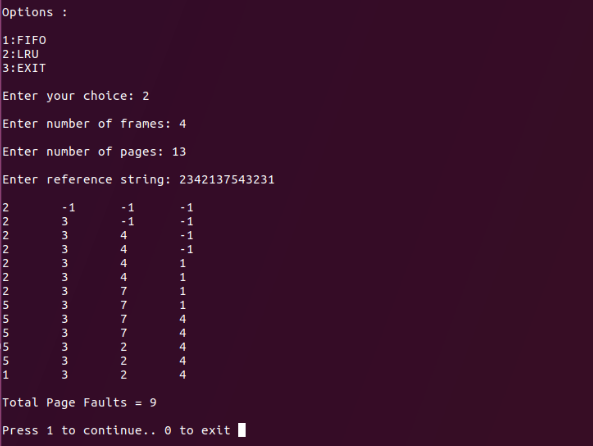 Options :
1:FIFO
2:LRU
3:EXIT
Enter your choice: 2
Enter number of frames: 4
Enter number of pages: 13
Enter reference string: 2342137543231
2 -1 -1 -1
2 3 -1 -1
2 3 4 -1
2 3 4 -1
2 3 4 1
2 3 4 1
2 3 7 1
5 3 7 1
5 3 7 4
5 3 7 4
5 3 2 4
5 3 2 4
1 3 2 4
Total Page Faults = 9
Press 1 to continue.. 0 to exit